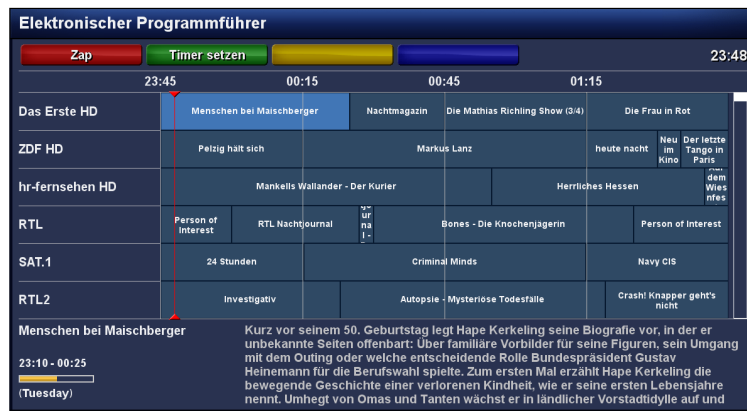 Elektronischer Programmführer
Zap Timer setzen 23:48
23:45 00:15 00:45 01:15
Das Erste HD Menschen bei Maischberger Nachtmagazin Die Mathias Richling Show (3/4) Die Frau in Rot
ZDF HD Pelzig hält sich Markus Lanz heute nacht
Neu
im
Kino
Der letzte
Tango in
Paris
hr-fernsehen HD Mankells Wallander - Der Kurier Herrliches Hessen
dem
Wies
nfes
RTL
Person of
Interest
RTL Nachtjournal
ur
na
l -
Bones - Die Knochenjägerin Person of Interest
SAT.1 24 Stunden Criminal Minds Navy CIS
RTL2 Investigativ Autopsie - Mysteriöse Todesfälle
Crash! Knapper geht's
nicht
Menschen bei Maischberger
23:10 - 00:25
(Tuesday)
Kurz vor seinem 50. Geburtstag legt Hape Kerkeling seine Biografie vor, in der er
unbekannte Seiten offenbart: Über familiäre Vorbilder für seine Figuren, sein Umgang
mit dem Outing oder welche entscheidende Rolle Bundespräsident Gustav
Heinemann für die Berufswahl spielte. Zum ersten Mal erzählt Hape Kerkeling die
bewegende Geschichte einer verlorenen Kindheit, wie er seine ersten Lebensjahre
nennt. Umhegt von Omas und Tanten wächst er in ländlicher Vorstadtidylle auf und